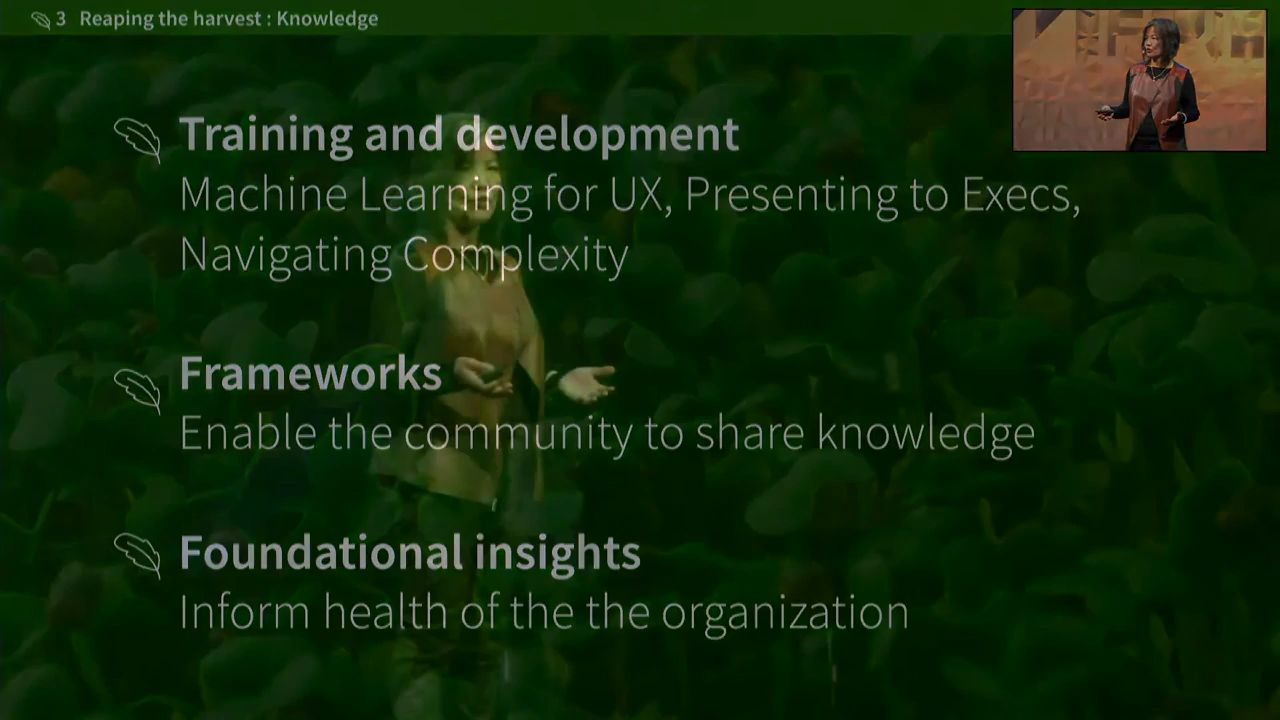 3 Reaping the harvest : Knowledge
Training and development
Machine Learning for UX, Presenting to Execs,
Navigating Complexity
Frameworks
Enable the community to share knowledge
Foundational insights
Inform health of the the organization